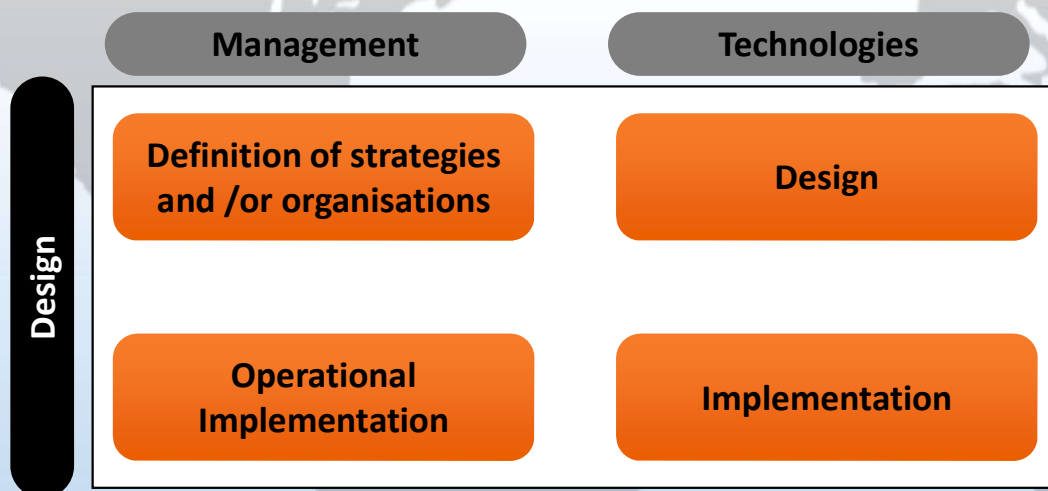 Management
Technologies
Design
Definition of strategies
and /or organisations
Design
Operational
Implementation
Implementation